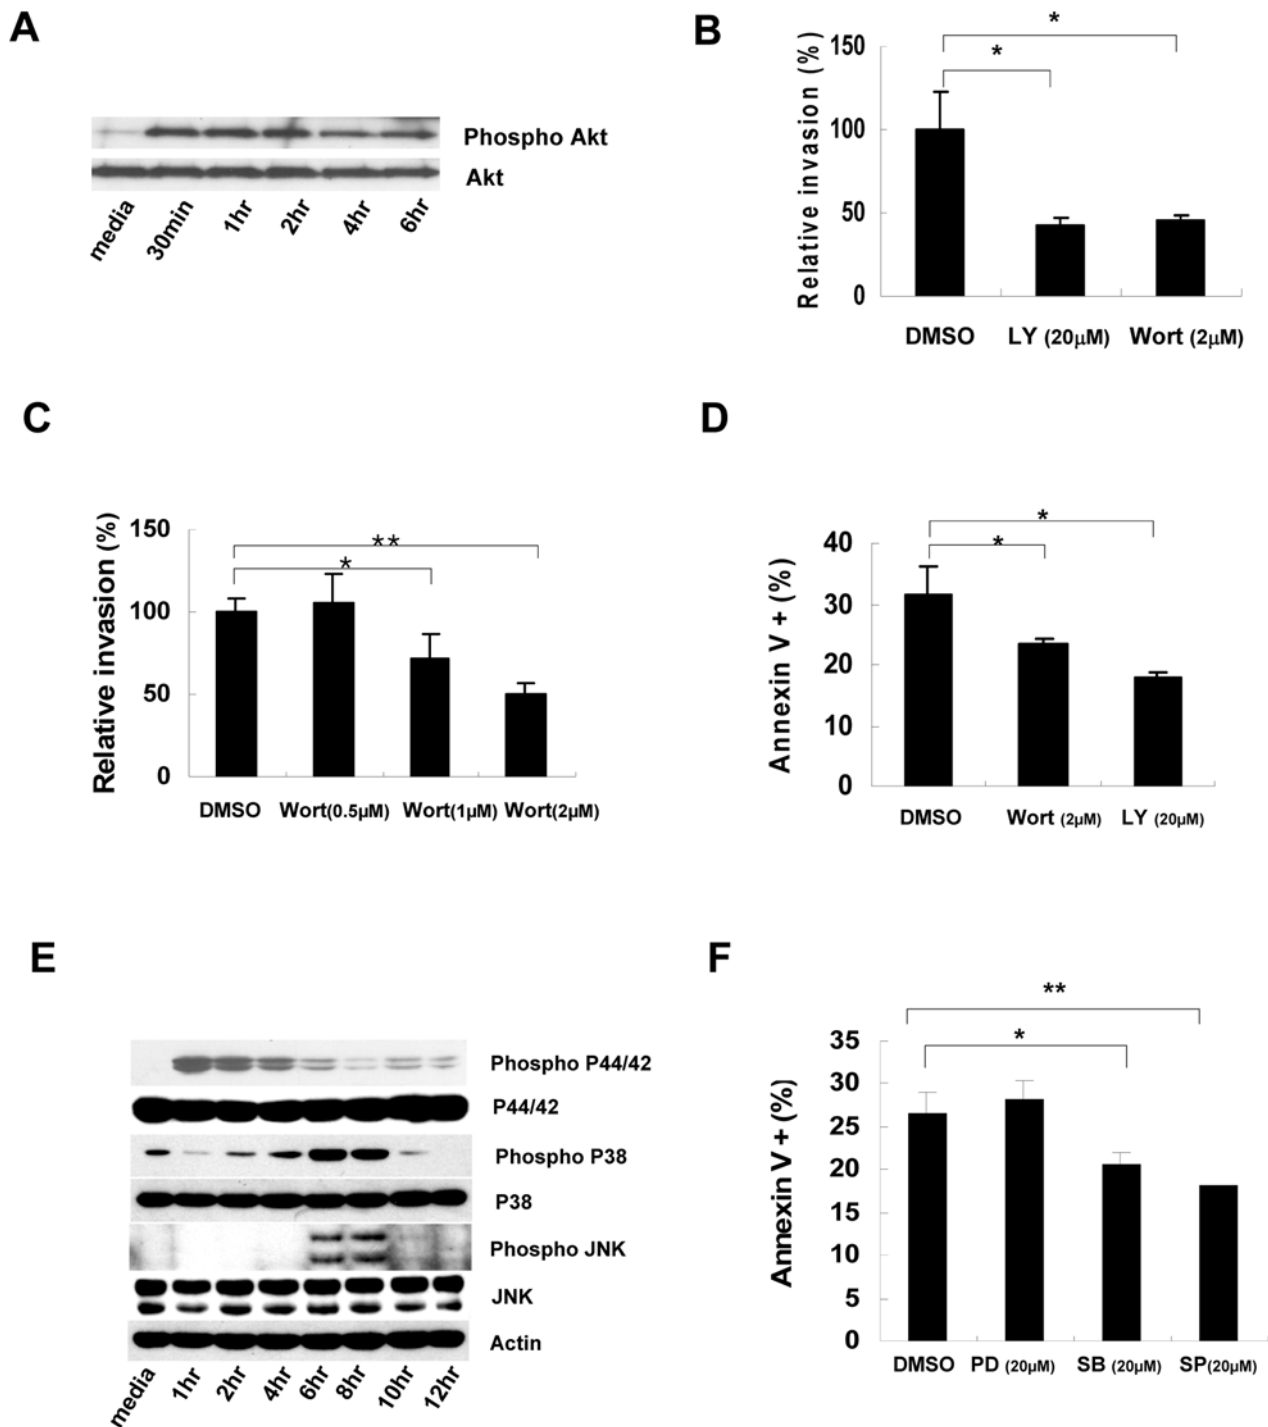 A
Phospho Akt
Akt
media 30min 1hr 2hr 4hr 6hr
B
Relative invasion (%)
150
100
50
0
*
*
DMSO LY (20μM) Wort (2μM)
C
Relative invasion (%)
150
100
50
0
**
*
DMSO Wort(0.5μM) Wort(1μM) Wort(2μM)
D
Annexin V + (%)
40
30
20
10
0
*
*
DMSO Wort (2μM) LY (20μM)
E
Phospho P44/42
P44/42
Phospho P38
P38
Phospho JNK
JNK
Actin
media 1hr 2hr 4hr 6hr 8hr 10hr 12hr
F
Annexin V + (%)
35
30
25
20
15
10
5
0
**
*
DMSO PD (20μM) SB (20μM) SP(20μM)